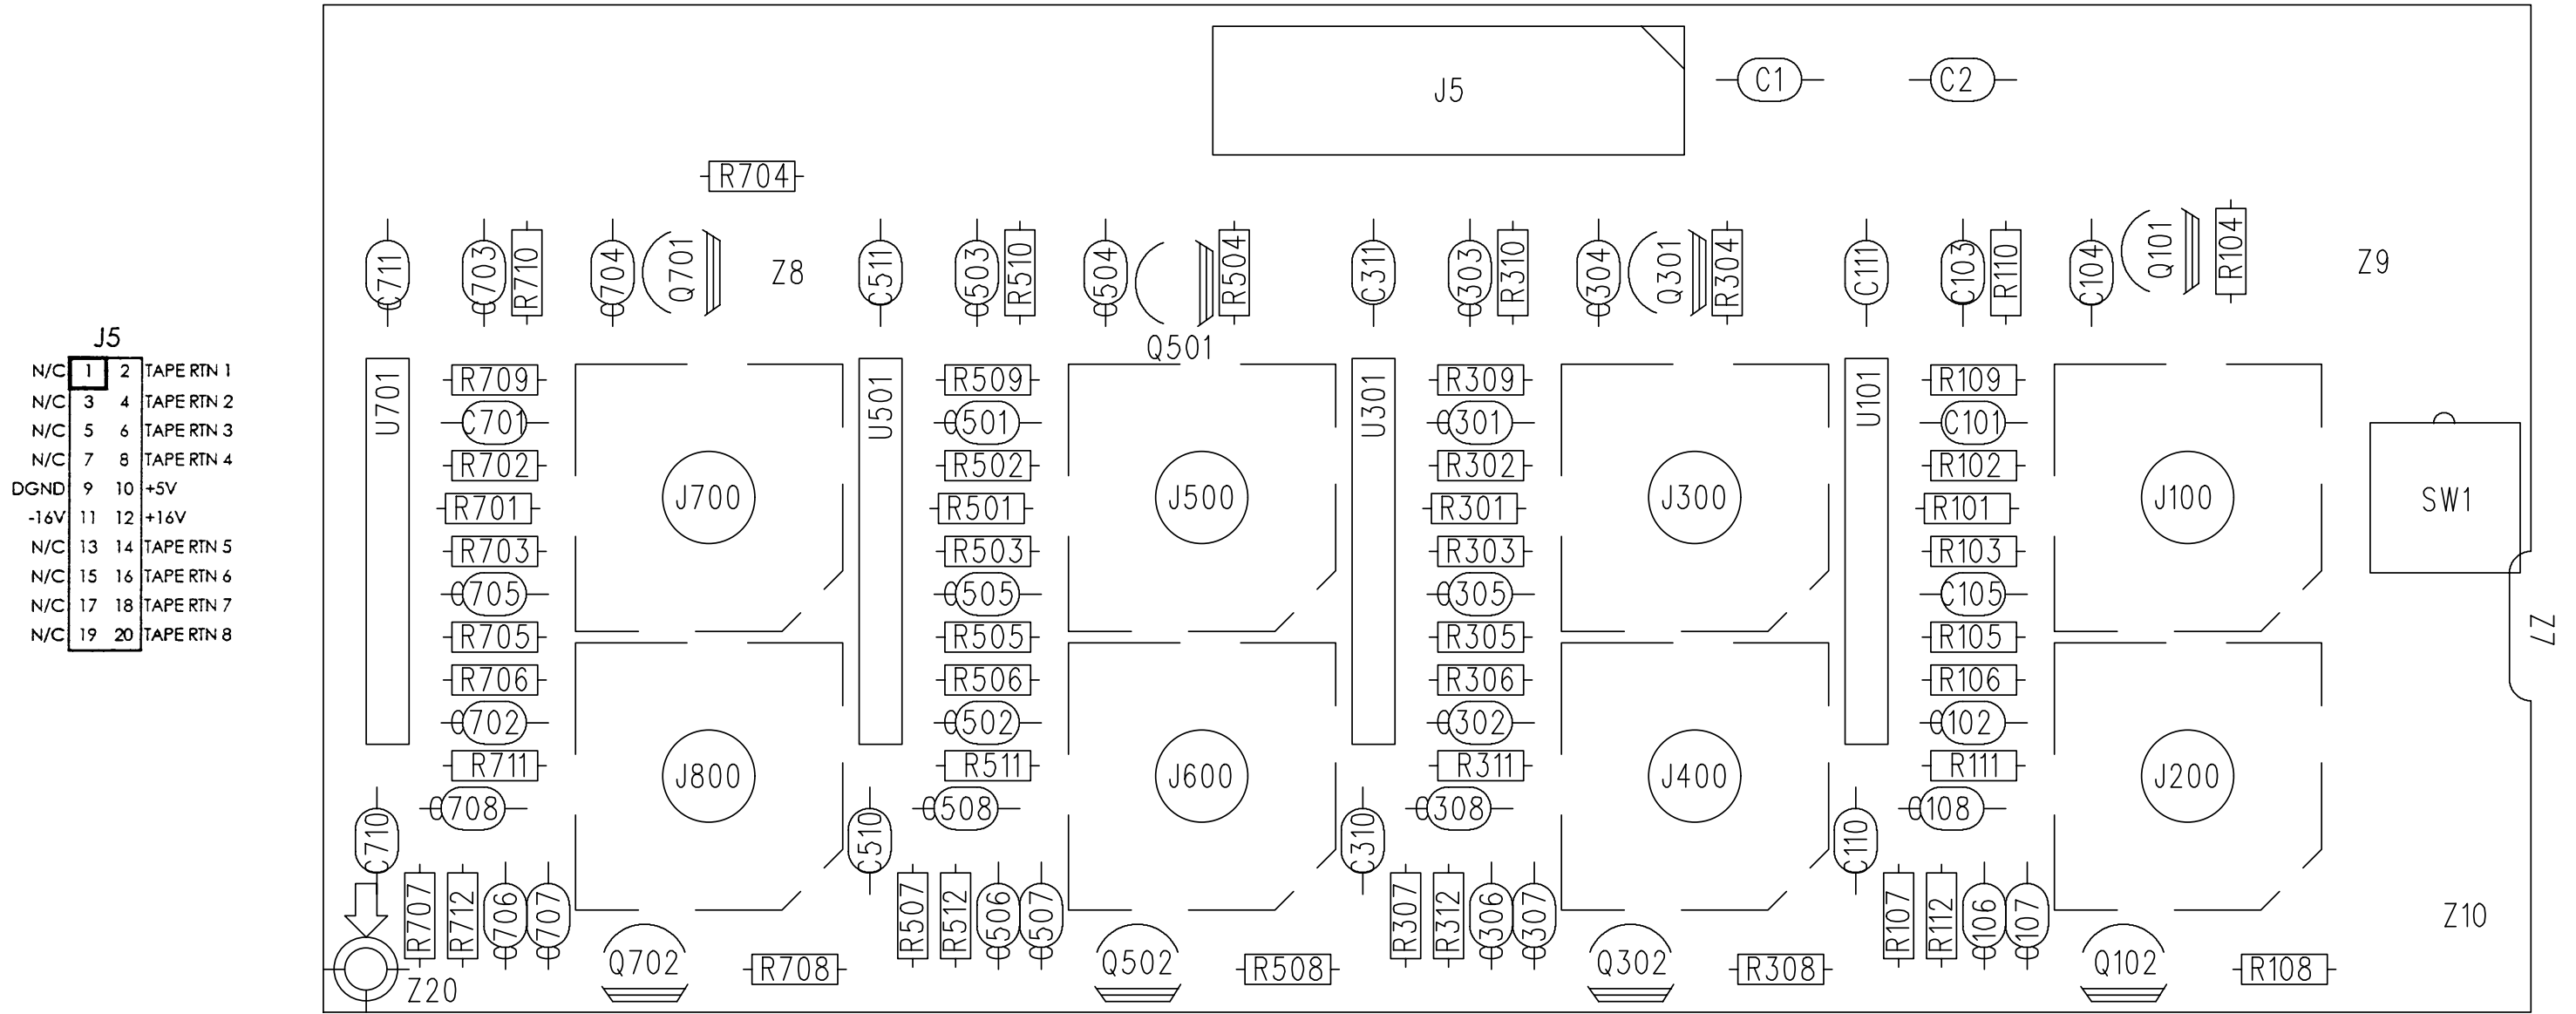 J5
N/C 1 2 TAPE RTN 1
N/C 3 4 TAPE RTN 2
N/C 5 6 TAPE RTN 3
N/C 7 8 TAPE RTN 4
DGND 9 10 +5V
-16V 11 12 +16V
N/C 13 14 TAPE RTN 5
N/C 15 16 TAPE RTN 6
N/C 17 18 TAPE RTN 7
N/C 19 20 TAPE RTN 8
J5 C1 C2
R704
C711 C703 R710 C704 Q701 Z8 C511 C503 R510 C504 R504 C311 C303 R310 C304 Q301 R304 C111 C103 R110 C104 Q101 R104 Z9
Q501
U701 U501 U301 U101
R709 R509 R309 R109
C701 C501 C301 C101
R702 R502 R302 R102
J700 J500 J300 J100 SW1
R701 R501 R301 R101
R703 R503 R303 R103
C705 C505 C305 C105
R705 R505 R305 R105
Z7
R706 R506 R306 R106
C702 C502 C302 C102
R711 R511 R311 R111
J800 J600 J400 J200
C708 C508 C308 C108
C710 C510 C310 C110
R707 R712 C706 C707 R507 R512 C506 C507 R307 R312 C306 C307 R107 R112 C106 C107 Z10
Q702 R708 Q502 R508 Q302 R308 Q102 R108
Z20